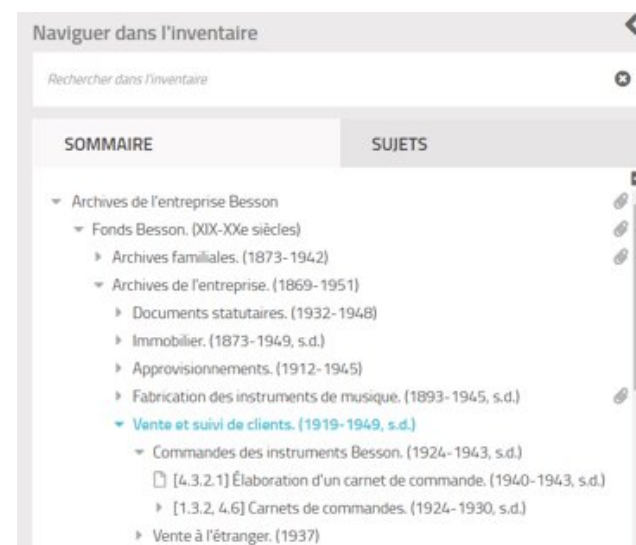 Naviguer dans l'inventaire
Rechercher dans l'inventaire
SOMMAIRE SUJETS
Archives de l'entreprise Besson
Fonds Besson. (XIX-XXe siècles)
Archives familiales. (1873-1942)
Archives de l'entreprise. (1869-1951)
Documents statutaires. (1932-1948)
Immobilier. (1873-1949, s.d.)
Approvisionnements. (1912-1945)
Fabrication des instruments de musique. (1893-1945, s.d.)
Vente et suivi de clients. (1919-1949, s.d.)
Commandes des instruments Besson. (1924-1943, s.d.)
[4.3.2.1] Élaboration d'un carnet de commande. (1940-1943, s.d.)
[1.3.2, 4.6] Carnets de commandes. (1924-1930, s.d.)
Vente à l'étranger. (1937)